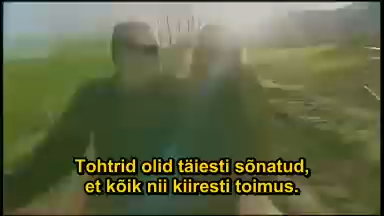 Tohtrid olid täiesti sõnatud,
et kõik nii kiiresti toimus.